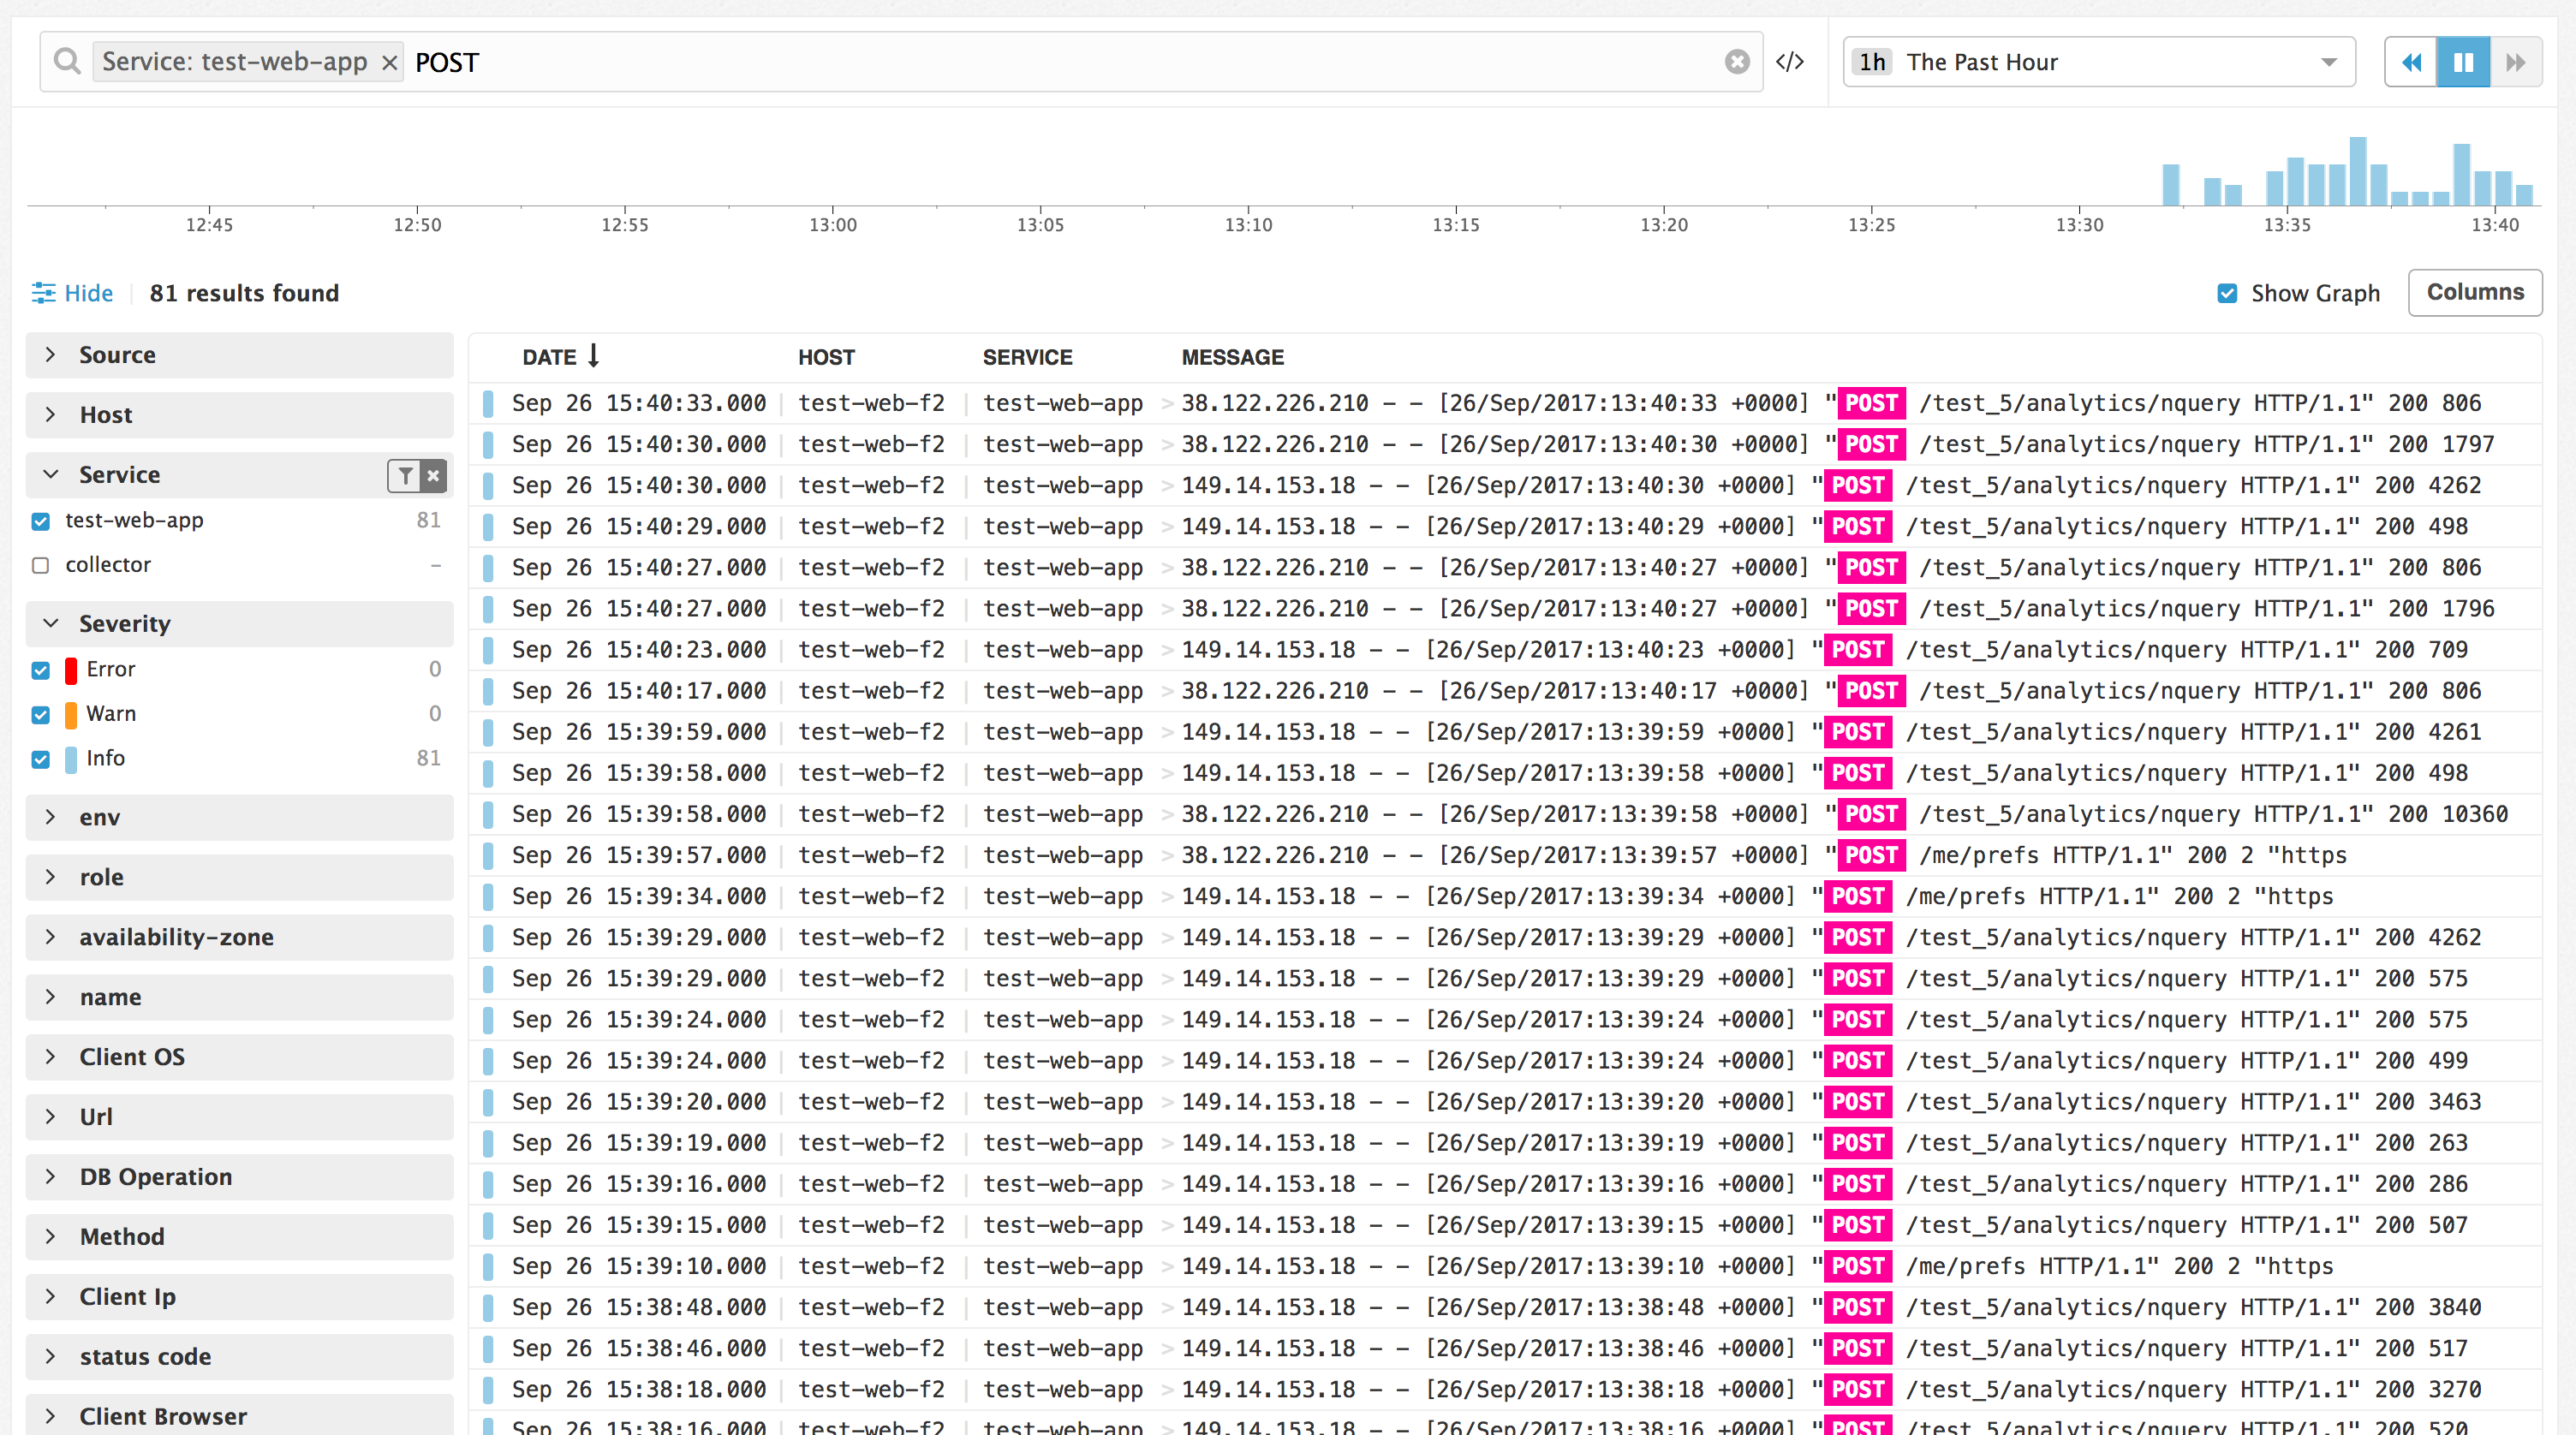 Service: test-web-app × POST </> 1h The Past Hour
12:45 12:50 12:55 13:00 13:05 13:10 13:15 13:20 13:25 13:30 13:35 13:40
Hide 81 results found Show Graph Columns
Source
Host
Service
test-web-app 81
collector –
Severity
Error 0
Warn 0
Info 81
env
role
availability-zone
name
Client OS
Url
DB Operation
Method
Client Ip
status code
Client Browser
DATE ↓ HOST SERVICE MESSAGE
Sep 26 15:40:33.000 | test-web-f2 | test-web-app > 38.122.226.210 - - [26/Sep/2017:13:40:33 +0000] "POST /test_5/analytics/nquery HTTP/1.1" 200 806
Sep 26 15:40:30.000 | test-web-f2 | test-web-app > 38.122.226.210 - - [26/Sep/2017:13:40:30 +0000] "POST /test_5/analytics/nquery HTTP/1.1" 200 1797
Sep 26 15:40:30.000 | test-web-f2 | test-web-app > 149.14.153.18 - - [26/Sep/2017:13:40:30 +0000] "POST /test_5/analytics/nquery HTTP/1.1" 200 4262
Sep 26 15:40:29.000 | test-web-f2 | test-web-app > 149.14.153.18 - - [26/Sep/2017:13:40:29 +0000] "POST /test_5/analytics/nquery HTTP/1.1" 200 498
Sep 26 15:40:27.000 | test-web-f2 | test-web-app > 38.122.226.210 - - [26/Sep/2017:13:40:27 +0000] "POST /test_5/analytics/nquery HTTP/1.1" 200 806
Sep 26 15:40:27.000 | test-web-f2 | test-web-app > 38.122.226.210 - - [26/Sep/2017:13:40:27 +0000] "POST /test_5/analytics/nquery HTTP/1.1" 200 1796
Sep 26 15:40:23.000 | test-web-f2 | test-web-app > 149.14.153.18 - - [26/Sep/2017:13:40:23 +0000] "POST /test_5/analytics/nquery HTTP/1.1" 200 709
Sep 26 15:40:17.000 | test-web-f2 | test-web-app > 38.122.226.210 - - [26/Sep/2017:13:40:17 +0000] "POST /test_5/analytics/nquery HTTP/1.1" 200 806
Sep 26 15:39:59.000 | test-web-f2 | test-web-app > 149.14.153.18 - - [26/Sep/2017:13:39:59 +0000] "POST /test_5/analytics/nquery HTTP/1.1" 200 4261
Sep 26 15:39:58.000 | test-web-f2 | test-web-app > 149.14.153.18 - - [26/Sep/2017:13:39:58 +0000] "POST /test_5/analytics/nquery HTTP/1.1" 200 498
Sep 26 15:39:58.000 | test-web-f2 | test-web-app > 38.122.226.210 - - [26/Sep/2017:13:39:58 +0000] "POST /test_5/analytics/nquery HTTP/1.1" 200 10360
Sep 26 15:39:57.000 | test-web-f2 | test-web-app > 38.122.226.210 - - [26/Sep/2017:13:39:57 +0000] "POST /me/prefs HTTP/1.1" 200 2 "https
Sep 26 15:39:34.000 | test-web-f2 | test-web-app > 149.14.153.18 - - [26/Sep/2017:13:39:34 +0000] "POST /me/prefs HTTP/1.1" 200 2 "https
Sep 26 15:39:29.000 | test-web-f2 | test-web-app > 149.14.153.18 - - [26/Sep/2017:13:39:29 +0000] "POST /test_5/analytics/nquery HTTP/1.1" 200 4262
Sep 26 15:39:29.000 | test-web-f2 | test-web-app > 149.14.153.18 - - [26/Sep/2017:13:39:29 +0000] "POST /test_5/analytics/nquery HTTP/1.1" 200 575
Sep 26 15:39:24.000 | test-web-f2 | test-web-app > 149.14.153.18 - - [26/Sep/2017:13:39:24 +0000] "POST /test_5/analytics/nquery HTTP/1.1" 200 575
Sep 26 15:39:24.000 | test-web-f2 | test-web-app > 149.14.153.18 - - [26/Sep/2017:13:39:24 +0000] "POST /test_5/analytics/nquery HTTP/1.1" 200 499
Sep 26 15:39:20.000 | test-web-f2 | test-web-app > 149.14.153.18 - - [26/Sep/2017:13:39:20 +0000] "POST /test_5/analytics/nquery HTTP/1.1" 200 3463
Sep 26 15:39:19.000 | test-web-f2 | test-web-app > 149.14.153.18 - - [26/Sep/2017:13:39:19 +0000] "POST /test_5/analytics/nquery HTTP/1.1" 200 263
Sep 26 15:39:16.000 | test-web-f2 | test-web-app > 149.14.153.18 - - [26/Sep/2017:13:39:16 +0000] "POST /test_5/analytics/nquery HTTP/1.1" 200 286
Sep 26 15:39:15.000 | test-web-f2 | test-web-app > 149.14.153.18 - - [26/Sep/2017:13:39:15 +0000] "POST /test_5/analytics/nquery HTTP/1.1" 200 507
Sep 26 15:39:10.000 | test-web-f2 | test-web-app > 149.14.153.18 - - [26/Sep/2017:13:39:10 +0000] "POST /me/prefs HTTP/1.1" 200 2 "https
Sep 26 15:38:48.000 | test-web-f2 | test-web-app > 149.14.153.18 - - [26/Sep/2017:13:38:48 +0000] "POST /test_5/analytics/nquery HTTP/1.1" 200 3840
Sep 26 15:38:46.000 | test-web-f2 | test-web-app > 149.14.153.18 - - [26/Sep/2017:13:38:46 +0000] "POST /test_5/analytics/nquery HTTP/1.1" 200 517
Sep 26 15:38:18.000 | test-web-f2 | test-web-app > 149.14.153.18 - - [26/Sep/2017:13:38:18 +0000] "POST /test_5/analytics/nquery HTTP/1.1" 200 3270
Sep 26 15:38:16.000 | test-web-f2 | test-web-app > 149.14.153.18 - - [26/Sep/2017:13:38:16 +0000] "POST /test_5/analytics/nquery HTTP/1.1" 200 520